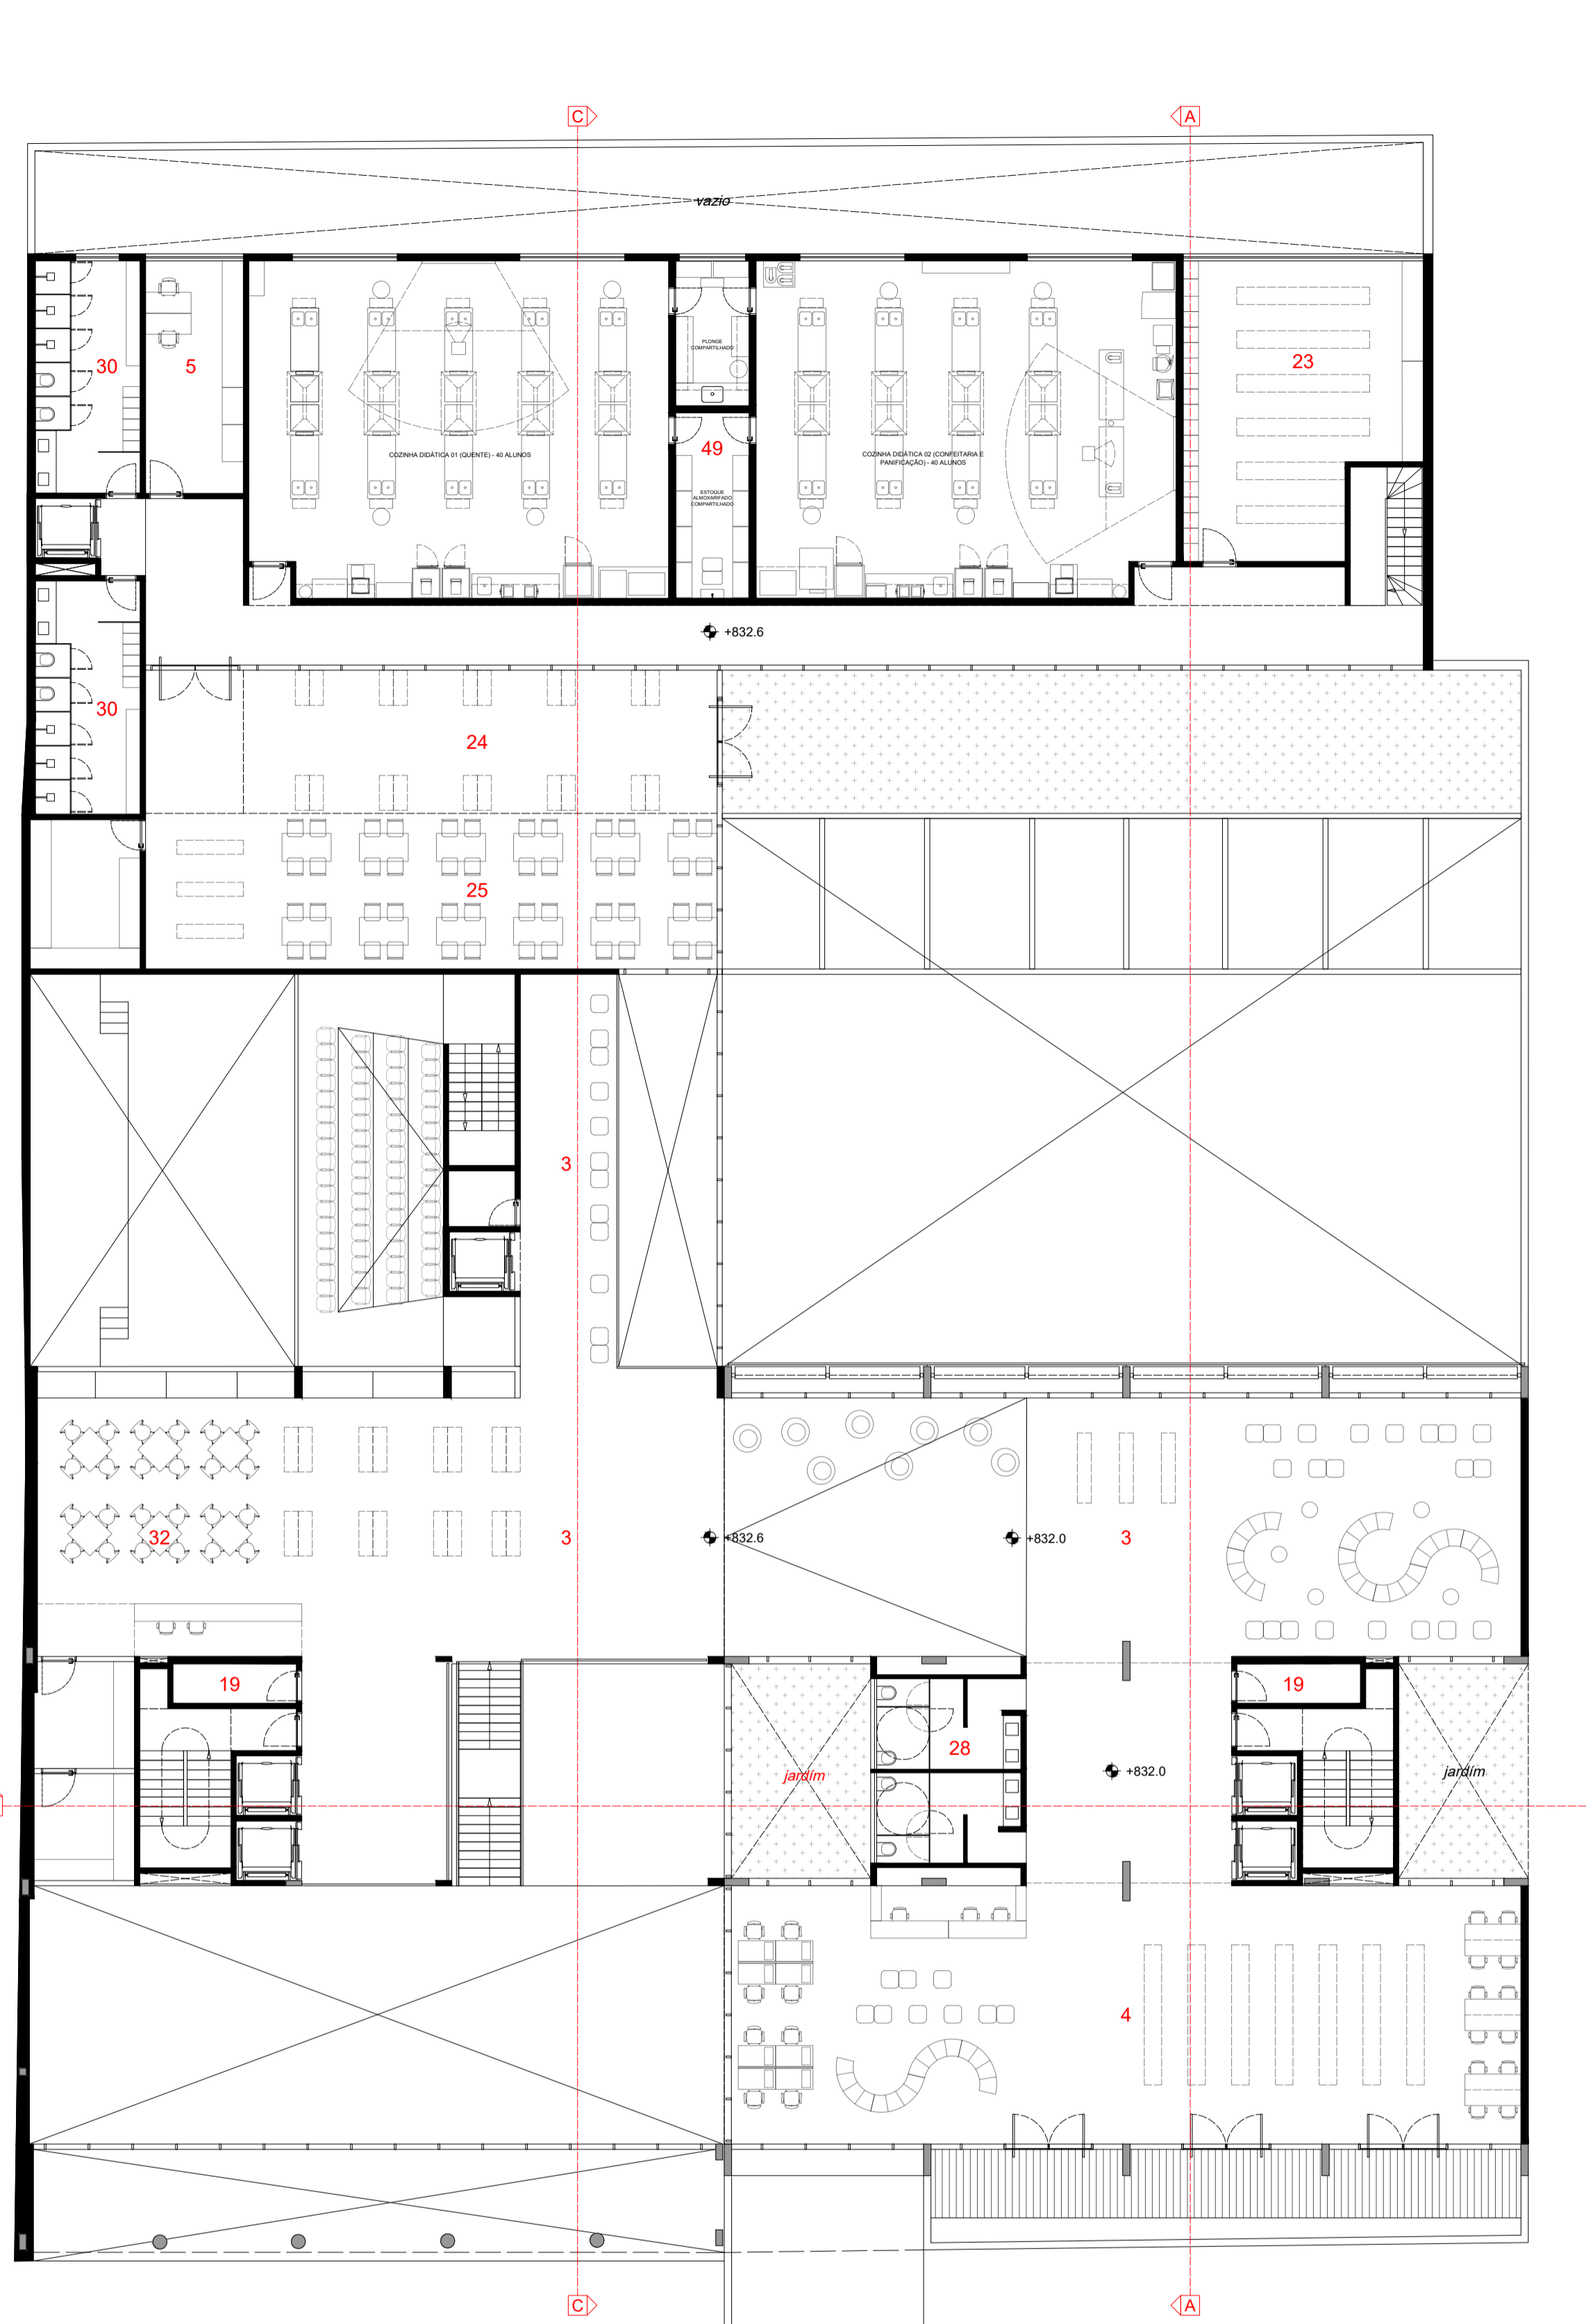 C
A
vazio
30
5
PLONGE
COMPARTILHADO
23
49
COZINHA DIDÁTICA 01 (QUENTE) - 40 ALUNOS
COZINHA DIDÁTICA 02 (CONFEITARIA E
PANIFICAÇÃO) - 40 ALUNOS
ESTOQUE
ALMOXARIFADO
COMPARTILHADO
+832.6
30
24
25
3
32
3
+832.6
+832.0
3
19
19
28
jardím
+832.0
jardím
4
C
A